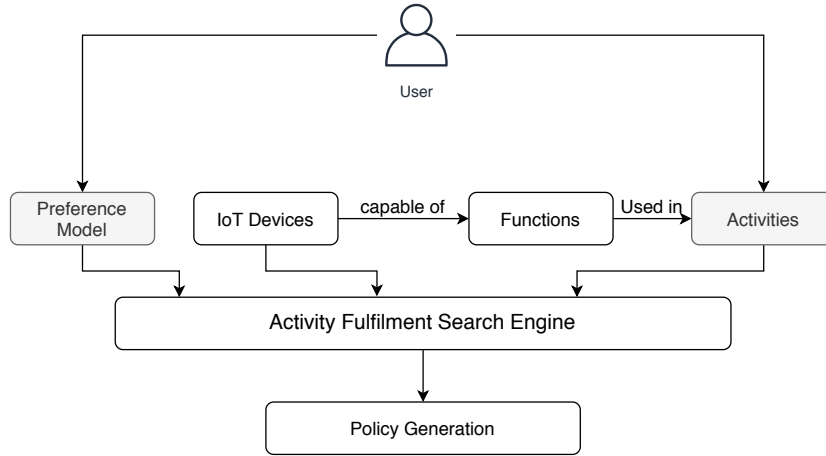 User
Preference
Model
IoT Devices
capable of
Functions
Used in
Activities
Activity Fulfilment Search Engine
Policy Generation